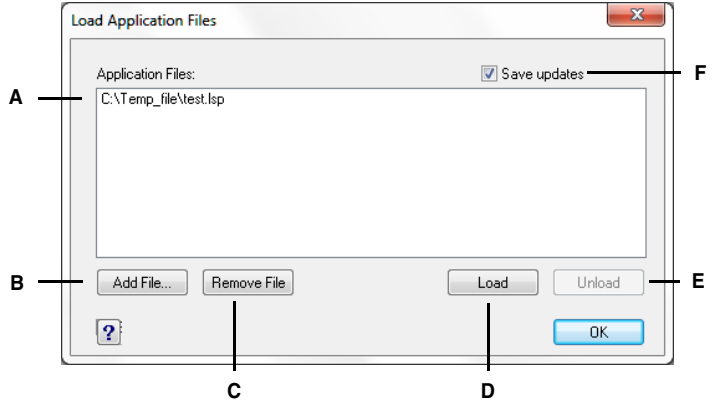 Load Application Files
Application Files:
Save updates
F
A
C:\Temp_file\test.lsp
B
Add File...
Remove File
Load
Unload
E
?
OK
C
D